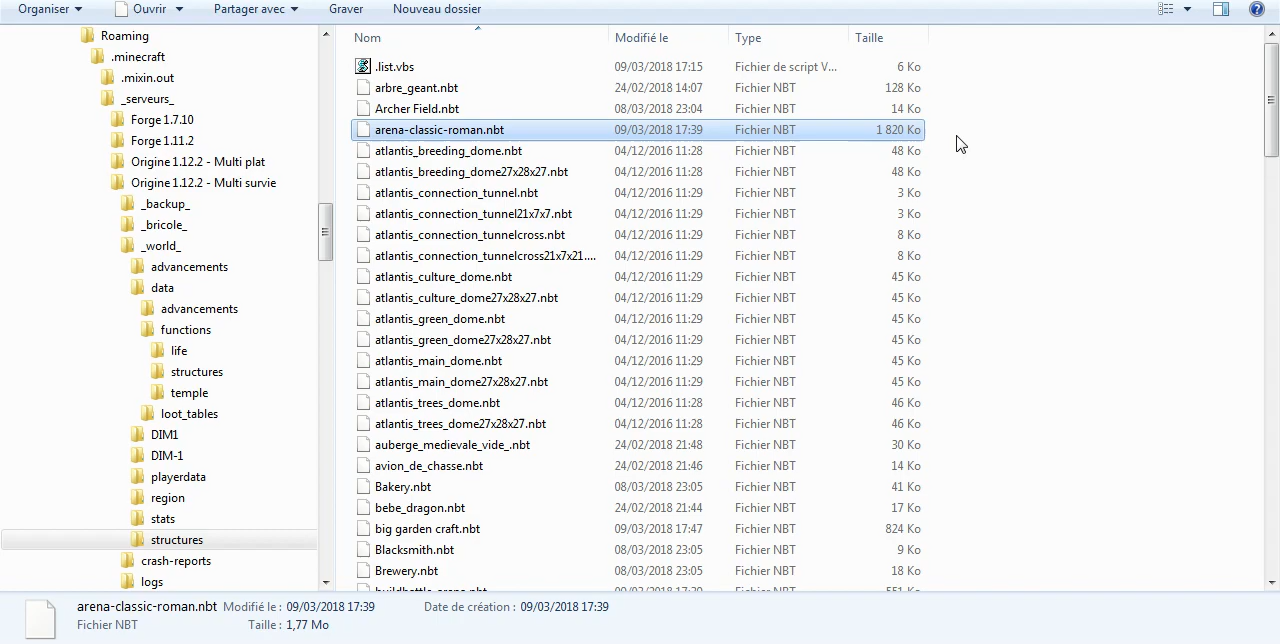 Organiser Ouvrir Partager avec Graver Nouveau dossier
Roaming
.minecraft
.mixin.out
_serveurs_
Forge 1.7.10
Forge 1.11.2
Origine 1.12.2 - Multi plat
Origine 1.12.2 - Multi survie
_backup_
_bricole_
_world_
advancements
data
advancements
functions
life
structures
temple
loot_tables
DIM1
DIM-1
playerdata
region
stats
structures
crash-reports
logs
Nom Modifié le Type Taille
.list.vbs 09/03/2018 17:15 Fichier de script V... 6 Ko
arbre_geant.nbt 24/02/2018 14:07 Fichier NBT 128 Ko
Archer Field.nbt 08/03/2018 23:04 Fichier NBT 14 Ko
arena-classic-roman.nbt 09/03/2018 17:39 Fichier NBT 1 820 Ko
atlantis_breeding_dome.nbt 04/12/2016 11:28 Fichier NBT 48 Ko
atlantis_breeding_dome27x28x27.nbt 04/12/2016 11:28 Fichier NBT 48 Ko
atlantis_connection_tunnel.nbt 04/12/2016 11:29 Fichier NBT 3 Ko
atlantis_connection_tunnel21x7x7.nbt 04/12/2016 11:29 Fichier NBT 3 Ko
atlantis_connection_tunnelcross.nbt 04/12/2016 11:29 Fichier NBT 8 Ko
atlantis_connection_tunnelcross21x7x21.... 04/12/2016 11:29 Fichier NBT 8 Ko
atlantis_culture_dome.nbt 04/12/2016 11:29 Fichier NBT 45 Ko
atlantis_culture_dome27x28x27.nbt 04/12/2016 11:29 Fichier NBT 45 Ko
atlantis_green_dome.nbt 04/12/2016 11:29 Fichier NBT 45 Ko
atlantis_green_dome27x28x27.nbt 04/12/2016 11:29 Fichier NBT 45 Ko
atlantis_main_dome.nbt 04/12/2016 11:29 Fichier NBT 45 Ko
atlantis_main_dome27x28x27.nbt 04/12/2016 11:29 Fichier NBT 45 Ko
atlantis_trees_dome.nbt 04/12/2016 11:28 Fichier NBT 46 Ko
atlantis_trees_dome27x28x27.nbt 04/12/2016 11:28 Fichier NBT 46 Ko
auberge_medievale_vide_.nbt 24/02/2018 21:48 Fichier NBT 30 Ko
avion_de_chasse.nbt 24/02/2018 21:46 Fichier NBT 14 Ko
Bakery.nbt 08/03/2018 23:05 Fichier NBT 41 Ko
bebe_dragon.nbt 24/02/2018 21:44 Fichier NBT 17 Ko
big garden craft.nbt 09/03/2018 17:47 Fichier NBT 824 Ko
Blacksmith.nbt 08/03/2018 23:05 Fichier NBT 9 Ko
Brewery.nbt 08/03/2018 23:05 Fichier NBT 18 Ko
arena-classic-roman.nbt Modifié le : 09/03/2018 17:39 Date de création : 09/03/2018 17:39
Fichier NBT Taille : 1,77 Mo